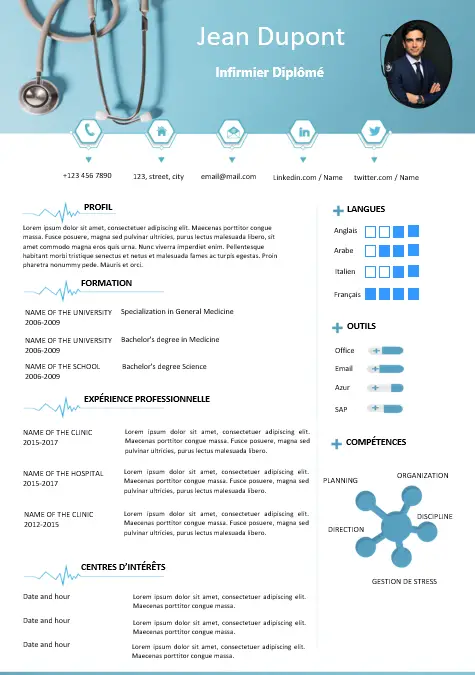 Jean Dupont
Infirmier Diplômé
+123 456 7890
123, street, city
email@mail.com
Linkedin.com / Name
twitter.com / Name
PROFIL
Lorem ipsum dolor sit amet, consectetuer adipiscing elit. Maecenas porttitor congue
massa. Fusce posuere, magna sed pulvinar ultricies, purus lectus malesuada libero, sit
amet commodo magna eros quis urna. Nunc viverra imperdiet enim. Pellentesque
habitant morbi tristique senectus et netus et malesuada fames ac turpis egestas. Proin
pharetra nonummy pede. Mauris et orci.
FORMATION
NAME OF THE UNIVERSITY
2006-2009
Specialization in General Medicine
NAME OF THE UNIVERSITY
2006-2009
Bachelor's degree in Medicine
NAME OF THE SCHOOL
2006-2009
Bachelor's degree Science
EXPÉRIENCE PROFESSIONNELLE
NAME OF THE CLINIC
2015-2017
Lorem ipsum dolor sit amet, consectetuer adipiscing elit.
Maecenas porttitor congue massa. Fusce posuere, magna sed
pulvinar ultricies, purus lectus malesuada libero.
NAME OF THE HOSPITAL
2015-2017
Lorem ipsum dolor sit amet, consectetuer adipiscing elit.
Maecenas porttitor congue massa. Fusce posuere, magna sed
pulvinar ultricies, purus lectus malesuada libero.
NAME OF THE CLINIC
2012-2015
Lorem ipsum dolor sit amet, consectetuer adipiscing elit.
Maecenas porttitor congue massa. Fusce posuere, magna sed
pulvinar ultricies, purus lectus malesuada libero.
CENTRES D'INTÉRÊTS
Date and hour
Lorem ipsum dolor sit amet, consectetuer adipiscing elit.
Maecenas porttitor congue massa.
Date and hour
Lorem ipsum dolor sit amet, consectetuer adipiscing elit.
Maecenas porttitor congue massa.
Date and hour
Lorem ipsum dolor sit amet, consectetuer adipiscing elit.
Maecenas porttitor congue massa.
LANGUES
Anglais
Arabe
Italien
Français
OUTILS
Office
Email
Azur
SAP
COMPÉTENCES
ORGANIZATION
PLANNING
DISCIPLINE
DIRECTION
GESTION DE STRESS